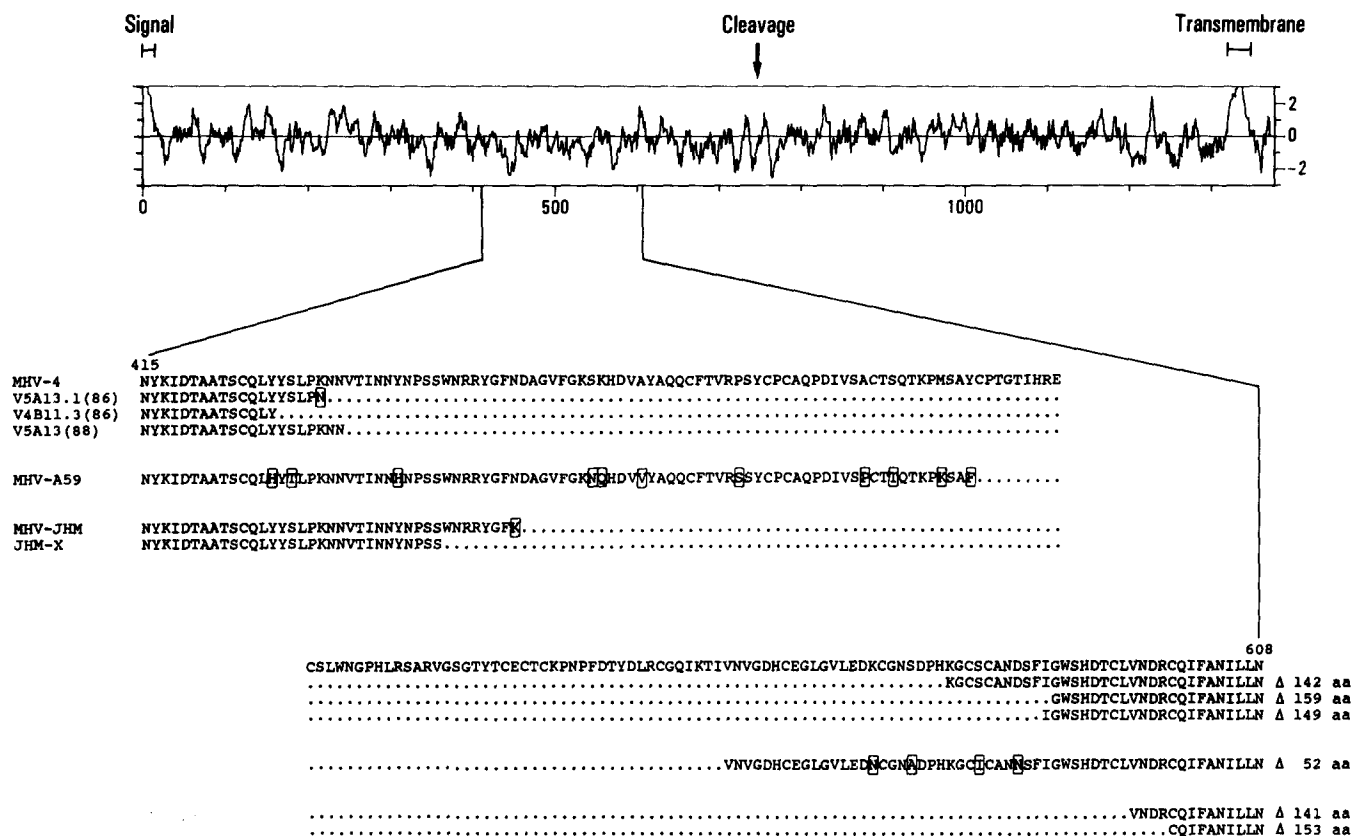 Signal Cleavage Transmembrane
2
0
-2
0 500 1000
415
MHV-4 NYKIDTAATSCQLYYSLPKNNVTINNYNPSSWNRRYGFNDAGVFGKSKHDVAYAQQCFTVRPSYCPCAQPDIVSACTSQTKPMSAYCPTGTIHRE
V5A13.1(86) NYKIDTAATSCQLYYSLPN
V4B11.3(86) NYKIDTAATSCQLY
V5A13(88) NYKIDTAATSCQLYYSLPKNN
MHV-A59 NYKIDTAATSCQLHYTLPKNNVTINNHNPSSWNRRYGFNDAGVFGKNQHDVVYAQQCFTVRSSYCPCAQPDIVSPCTTQTKPKSAF
MHV-JHM NYKIDTAATSCQLYYSLPKNNVTINNYNPSSWNRRYGFK
JHM-X NYKIDTAATSCQLYYSLPKNNVTINNYNPSS
608
CSLWNGPHLRSARVGSGTYTCECTCKPNPFDTYDLRCGQIKTIVNVGDHCEGLGVLEDKCGNSDPHKGCSCANDSFIGWSHDTCLVNDRCQIFANILLN
KGCSCANDSFIGWSHDTCLVNDRCQIFANILLN Δ 142 aa
GWSHDTCLVNDRCQIFANILLN Δ 159 aa
IGWSHDTCLVNDRCQIFANILLN Δ 149 aa
VNVGDHCEGLGVLEDNCGNADPHKGCICANNSFIGWSHDTCLVNDRCQIFANILLN Δ 52 aa
VNDRCQIFANILLN Δ 141 aa
CQIFANILLN Δ 153 aa